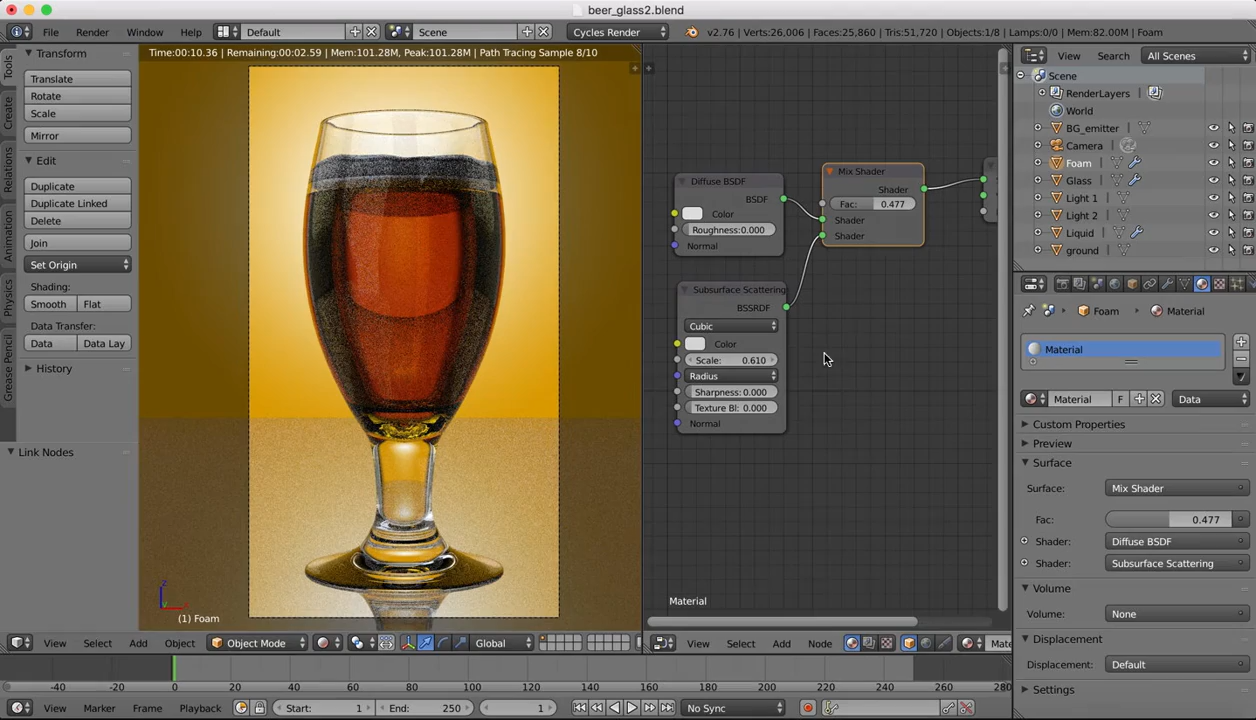 beer_glass2.blend
File Render Window Help Default Scene Cycles Render v2.76 | Verts:26,006 | Faces:25,860 | Tris:51,720 | Objects:1/8 | Lamps:0/0 | Mem:82.00M | Foam
Tools
Create
Relations
Animation
Physics
Grease Pencil
Transform
Translate
Rotate
Scale
Mirror
Edit
Duplicate
Duplicate Linked
Delete
Join
Set Origin
Shading:
Smooth Flat
Data Transfer:
Data Data Lay
History
Link Nodes
Time:00:10.36 | Remaining:00:02.59 | Mem:101.28M, Peak:101.28M | Path Tracing Sample 8/10
(1) Foam
View Select Add Object Object Mode Global
Diffuse BSDF
BSDF
Color
Roughness:0.000
Normal
Subsurface Scattering
BSSRDF
Cubic
Color
Scale: 0.610
Radius
Sharpness: 0.000
Texture Bl: 0.000
Normal
Mix Shader
Shader
Fac: 0.477
Shader
Shader
Material
View Select Add Node Mate
View Search All Scenes
Scene
RenderLayers
World
BG_emitter
Camera
Foam
Glass
Light 1
Light 2
Liquid
ground
Foam Material
Material
Material F Data
Custom Properties
Preview
Surface
Surface: Mix Shader
Fac: 0.477
Shader: Diffuse BSDF
Shader: Subsurface Scattering
Volume
Volume: None
Displacement
Displacement: Default
Settings
-40 -20 0 20 40 60 80 100 120 140 160 180 200 220 240 260 280
View Marker Frame Playback Start: 1 End: 250 1 No Sync